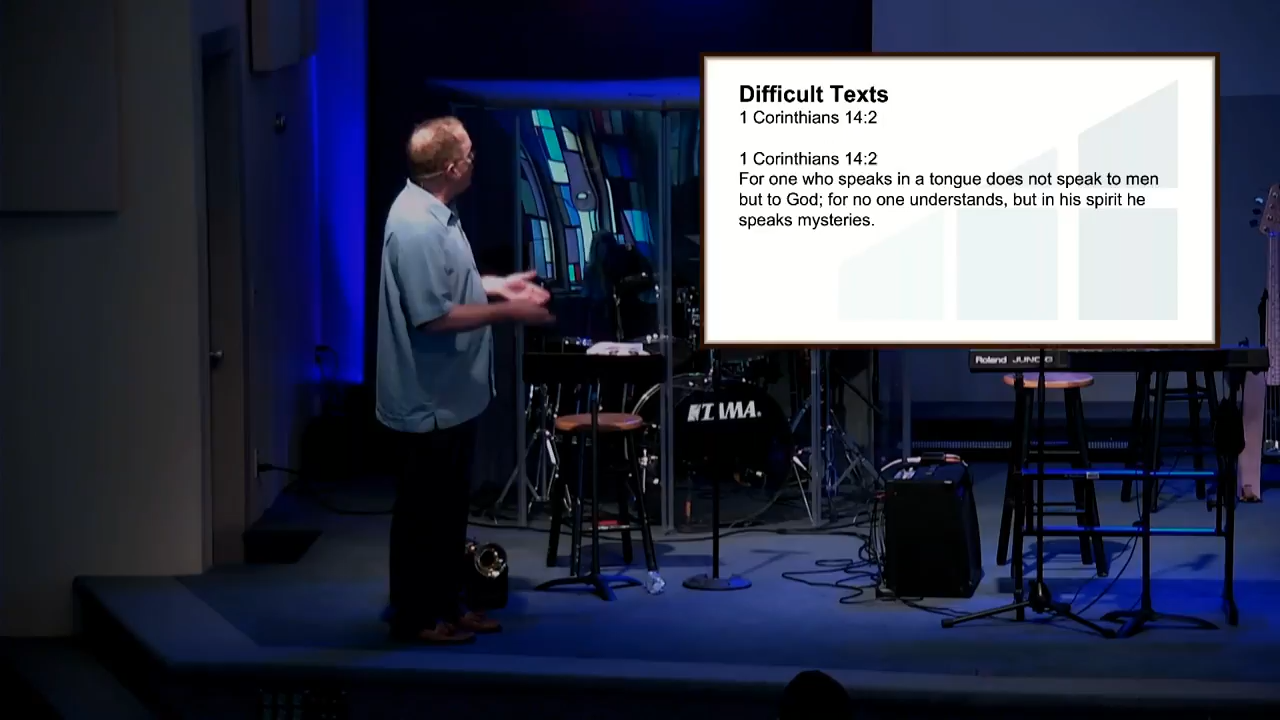 Difficult Texts
1 Corinthians 14:2
1 Corinthians 14:2
For one who speaks in a tongue does not speak to men
but to God; for no one understands, but in his spirit he
speaks mysteries.
Roland JUNO-G
TAMA